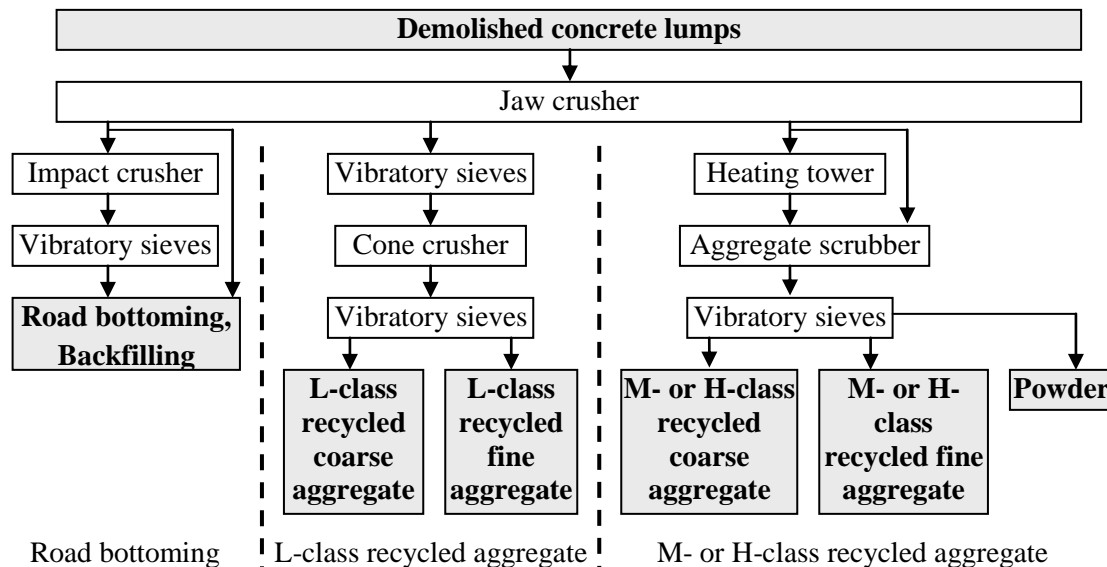 Demolished concrete lumps
Jaw crusher
Impact crusher
Vibratory sieves
Road bottoming,
Backfilling
Vibratory sieves
Cone crusher
Vibratory sieves
L-class
recycled
coarse
aggregate
L-class
recycled
fine
aggregate
Heating tower
Aggregate scrubber
Vibratory sieves
M- or H-class
recycled
coarse
aggregate
M- or H-
class
recycled fine
aggregate
Powder
Road bottoming
L-class recycled aggregate
M- or H-class recycled aggregate